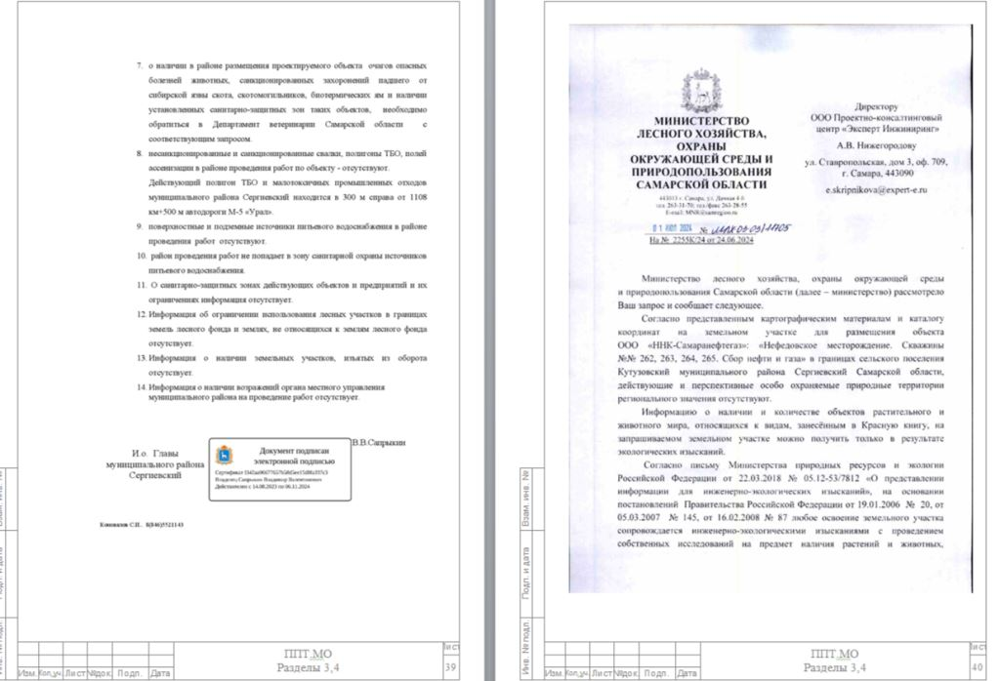 7. о наличии в районе размещения проектируемого объекта очагов опасных
болезней животных, санкционированных захоронений падшего от
сибирской язвы скота, скотомогильников, биотермических ям и наличии
установленных санитарно-защитных зон таких объектов, необходимо
обратиться в Департамент ветеринарии Самарской области с
соответствующим запросом.
8. несанкционированные и санкционированные свалки, полигоны ТБО, полей
ассенизации в районе проведения работ по объекту - отсутствуют.
Действующий полигон ТБО и малотоксичных промышленных отходов
муниципального района Сергиевский находится в 300 м справа от 1108
км+500 м автодороги М-5 «Урал».
9. поверхностные и подземные источники питьевого водоснабжения в районе
проведения работ отсутствуют.
10. район проведения работ не попадает в зону санитарной охраны источников
питьевого водоснабжения.
11. О санитарно-защитных зонах действующих объектов и предприятий и их
ограничениях информация отсутствует.
12. Информация об ограничении использования лесных участков в границах
земель лесного фонда и землях, не относящихся к землям лесного фонда
отсутствует.
13. Информация о наличии земельных участков, изъятых из оборота
отсутствует.
14. Информация о наличии возражений органа местного управления
муниципального района на проведение работ отсутствует.
И.о. Главы
муниципального района
Сергиевский
Документ подписан
электронной подписью
Сертификат
Владелец Сапрыкин Владимир
Действителен с 14.08.2023 по 06.11.2024
В.В.Сапрыкин
Коновалов С.И. 8(846)5521143
Взам. инв. №
Подп. и дата
Инв. № подл.
Изм. Кол.уч. Лист №док. Подп. Дата
ППТ.МО
Разделы 3,4
Лист
39
МИНИСТЕРСТВО
ЛЕСНОГО ХОЗЯЙСТВА,
ОХРАНЫ
ОКРУЖАЮЩЕЙ СРЕДЫ И
ПРИРОДОПОЛЬЗОВАНИЯ
САМАРСКОЙ ОБЛАСТИ
443013 г. Самара, ул. Дачная 4-б
тел. 263-31-70; тел./факс 263-28-55
E-mail: MNR@samregion.ru
01 ИЮЛ 2024 №
На № 2255К/24 от 24.06.2024
Директору
ООО Проектно-консалтинговый
центр «Эксперт Инжиниринг»
А.В. Нижегородову
ул. Ставропольская, дом 3, оф. 709,
г. Самара, 443090
e.skripnikova@expert-e.ru
Министерство лесного хозяйства, охраны окружающей среды
и природопользования Самарской области (далее – министерство) рассмотрело
Ваш запрос и сообщает следующее.
Согласно представленным картографическим материалам и каталогу
координат на земельном участке для размещения объекта
ООО «ННК-Самаранефтегаз»: «Нефедовское месторождение. Скважины
№№ 262, 263, 264, 265. Сбор нефти и газа» в границах сельского поселения
Кутузовский муниципального района Сергиевский Самарской области,
действующие и перспективные особо охраняемые природные территории
регионального значения отсутствуют.
Информацию о наличии и количестве объектов растительного и
животного мира, относящихся к видам, занесённым в Красную книгу, на
запрашиваемом земельном участке можно получить только в результате
экологических изысканий.
Согласно письму Министерства природных ресурсов и экологии
Российской Федерации от 22.03.2018 № 05.12-53/7812 «О представлении
информации для инженерно-экологических изысканий», на основании
постановлений Правительства Российской Федерации от 19.01.2006 № 20, от
05.03.2007 № 145, от 16.02.2008 № 87 любое освоение земельного участка
сопровождается инженерно-экологическими изысканиями с проведением
собственных исследований на предмет наличия растений и животных,
Взам. инв. №
Подп. и дата
Инв. № подл.
Изм. Кол.уч. Лист №док. Подп. Дата
ППТ.МО
Разделы 3,4
Лист
40